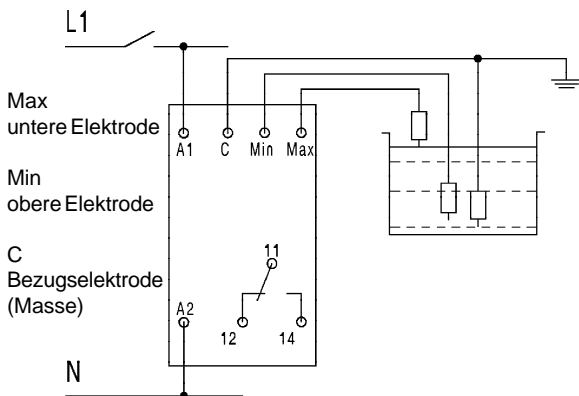 L1
Max
untere Elektrode
A1 C Min Max
Min
obere Elektrode
C
Bezugselektrode
(Masse)
11
A2
12 14
N